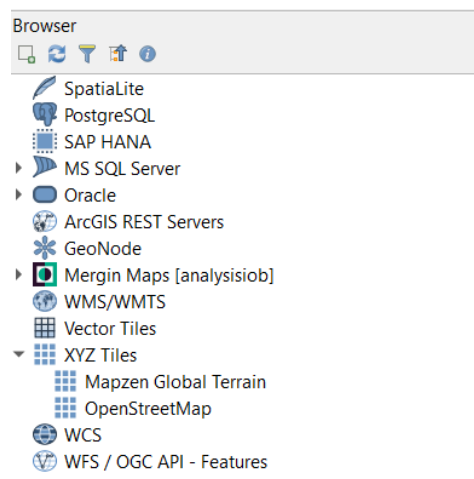 Browser
SpatiaLite
PostgreSQL
SAP HANA
MS SQL Server
Oracle
ArcGIS REST Servers
GeoNode
Mergin Maps [analysisiob]
WMS/WMTS
Vector Tiles
XYZ Tiles
Mapzen Global Terrain
OpenStreetMap
WCS
WFS / OGC API - Features